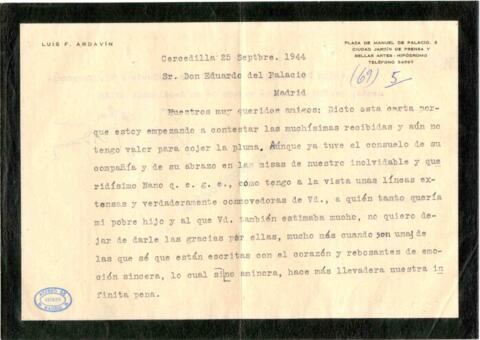 LUIS F. ARDAVÍN
PLAZA DE MANUEL DE PALACIO, 5
CIUDAD JARDÍN DE PRENSA Y
BELLAS ARTES - HIPÓDROMO
TELÉFONO 34097
(69) 5
Cercedilla 25 Septbre. 1944
Sr. Don Eduardo del Palacio
Madrid
Nuestros muy queridos amigos: Dicto esta carta por-
que estoy empezando a contestar las muchísimas recibidas y aún no
tengo valor para cojer la pluma. Aunque ya tuve el consuelo de su
compañía y de su abrazo en las misas de nuestro inolvidable y que
ridísimo Nano q. e. g. e., como tengo a la vista unas líneas exten-
sas y verdaderamente conmovedoras de Vd., a quién tanto quería
mi pobre hijo y al que Vd. también estimaba mucho, no quiero de-
jar de darle las gracias por ellas, mucho más cuando son una de
las que sé que están escritas con el corazón y rebosantes de emo-
ción sincera, lo cual sino aminora, hace más llevadera nuestra in
finita pena.